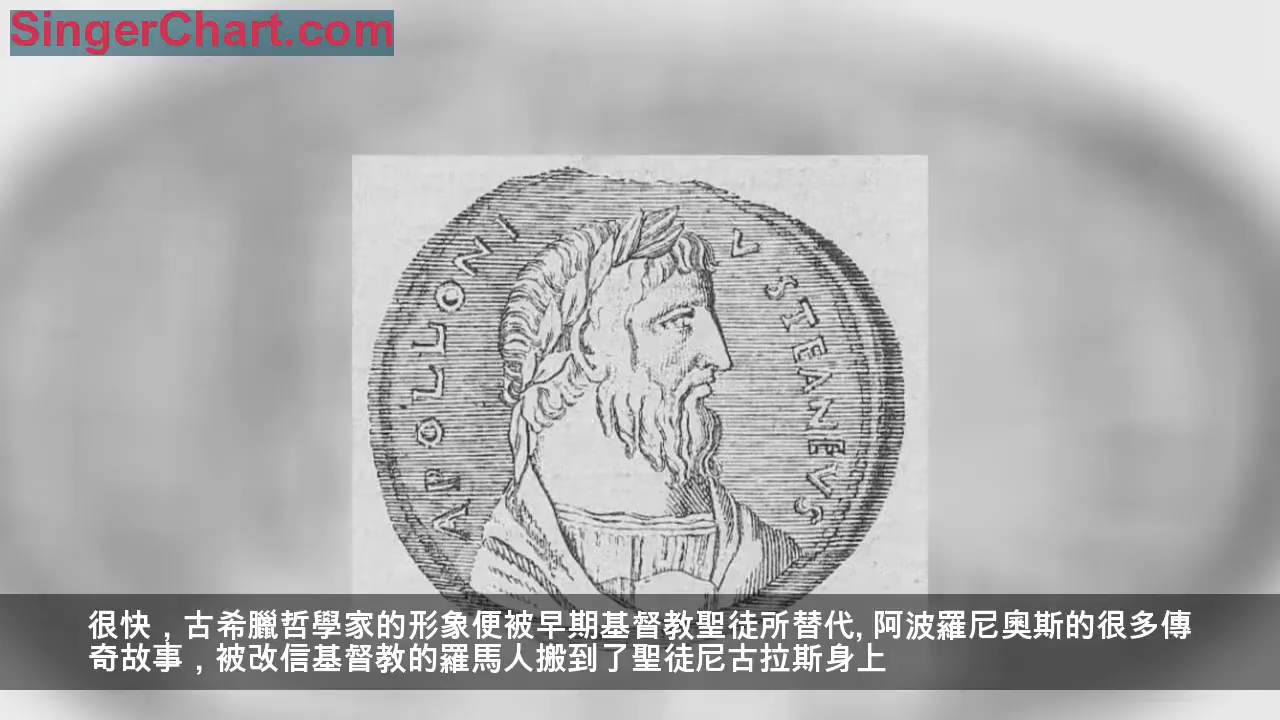 SingerChart.com
APOLLONIVS TEANEVS
很快，古希臘哲學家的形象便被早期基督教聖徒所替代, 阿波羅尼奧斯的很多傳
奇故事，被改信基督教的羅馬人搬到了聖徒尼古拉斯身上